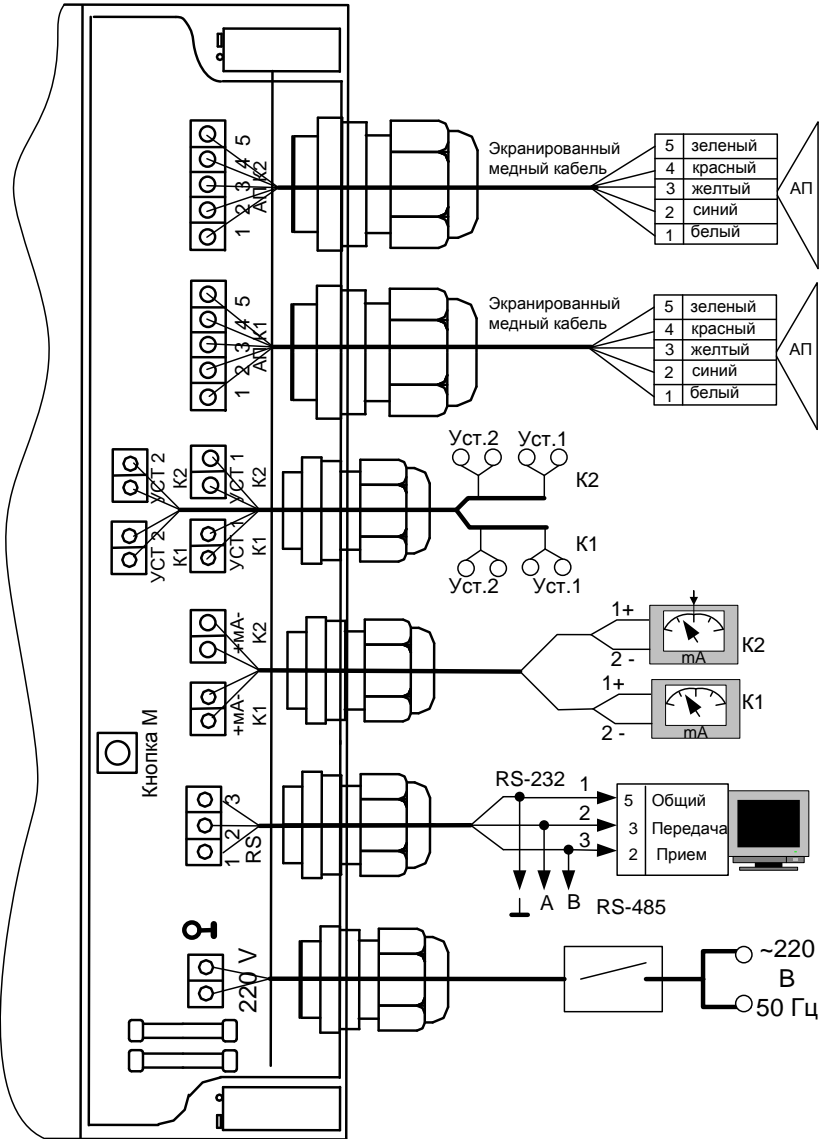 5
4
3
2
1
АП К2
Экранированный
медный кабель
5 зеленый
4 красный
3 желтый
2 синий
1 белый
АП
5
4
3
2
1
АП К1
Экранированный
медный кабель
5 зеленый
4 красный
3 желтый
2 синий
1 белый
АП
УСТ 2
К2
УСТ 1
К2
УСТ 2
К1
УСТ 1
К1
Уст.2 Уст.1
К2
К1
Уст.2 Уст.1
+мА-
К2
+мА-
К1
1+
2 -
mA
К2
1+
2 -
mA
К1
Кнопка М
3
2
1
RS
RS-232
1
2
3
5 Общий
3 Передача
2 Прием
A B RS-485
220 V
~220
В
50 Гц